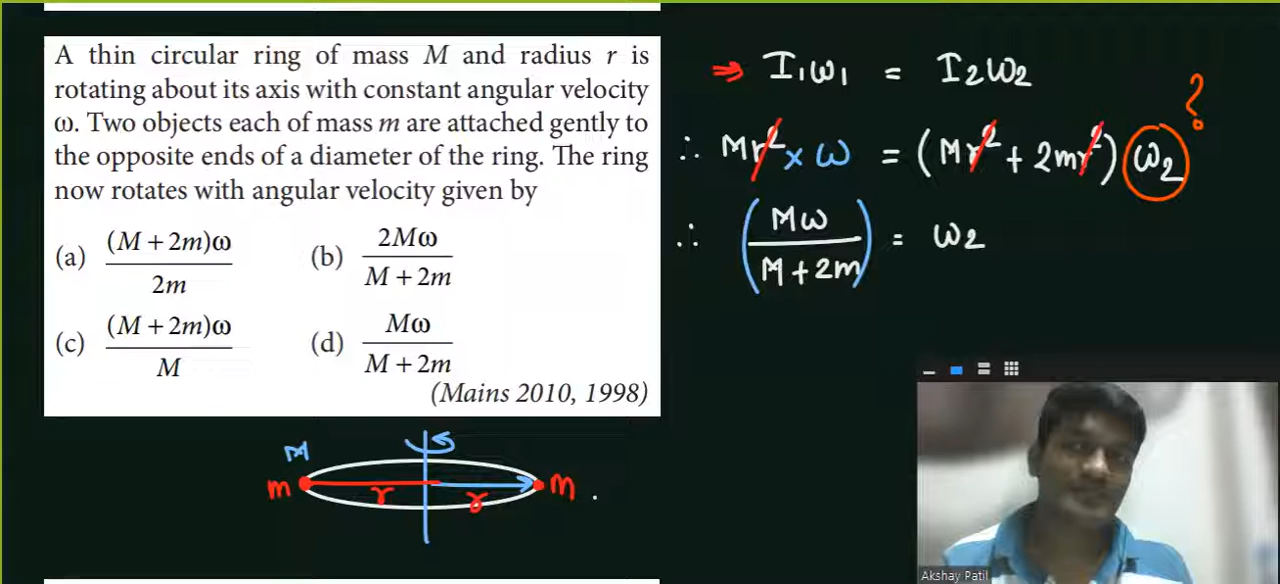 A thin circular ring of mass M and radius r is
rotating about its axis with constant angular velocity
ω. Two objects each of mass m are attached gently to
the opposite ends of a diameter of the ring. The ring
now rotates with angular velocity given by
(a) (M + 2m)ω / 2m (b) 2Mω / M + 2m
(c) (M + 2m)ω / M (d) Mω / M + 2m
(Mains 2010, 1998)
M
m r r m .
⇒ I₁ω₁ = I₂ω₂
?
∴ Mr² × ω = (Mr² + 2mr²) ω₂
∴ (Mω / M + 2m) = ω₂
Akshay Patil